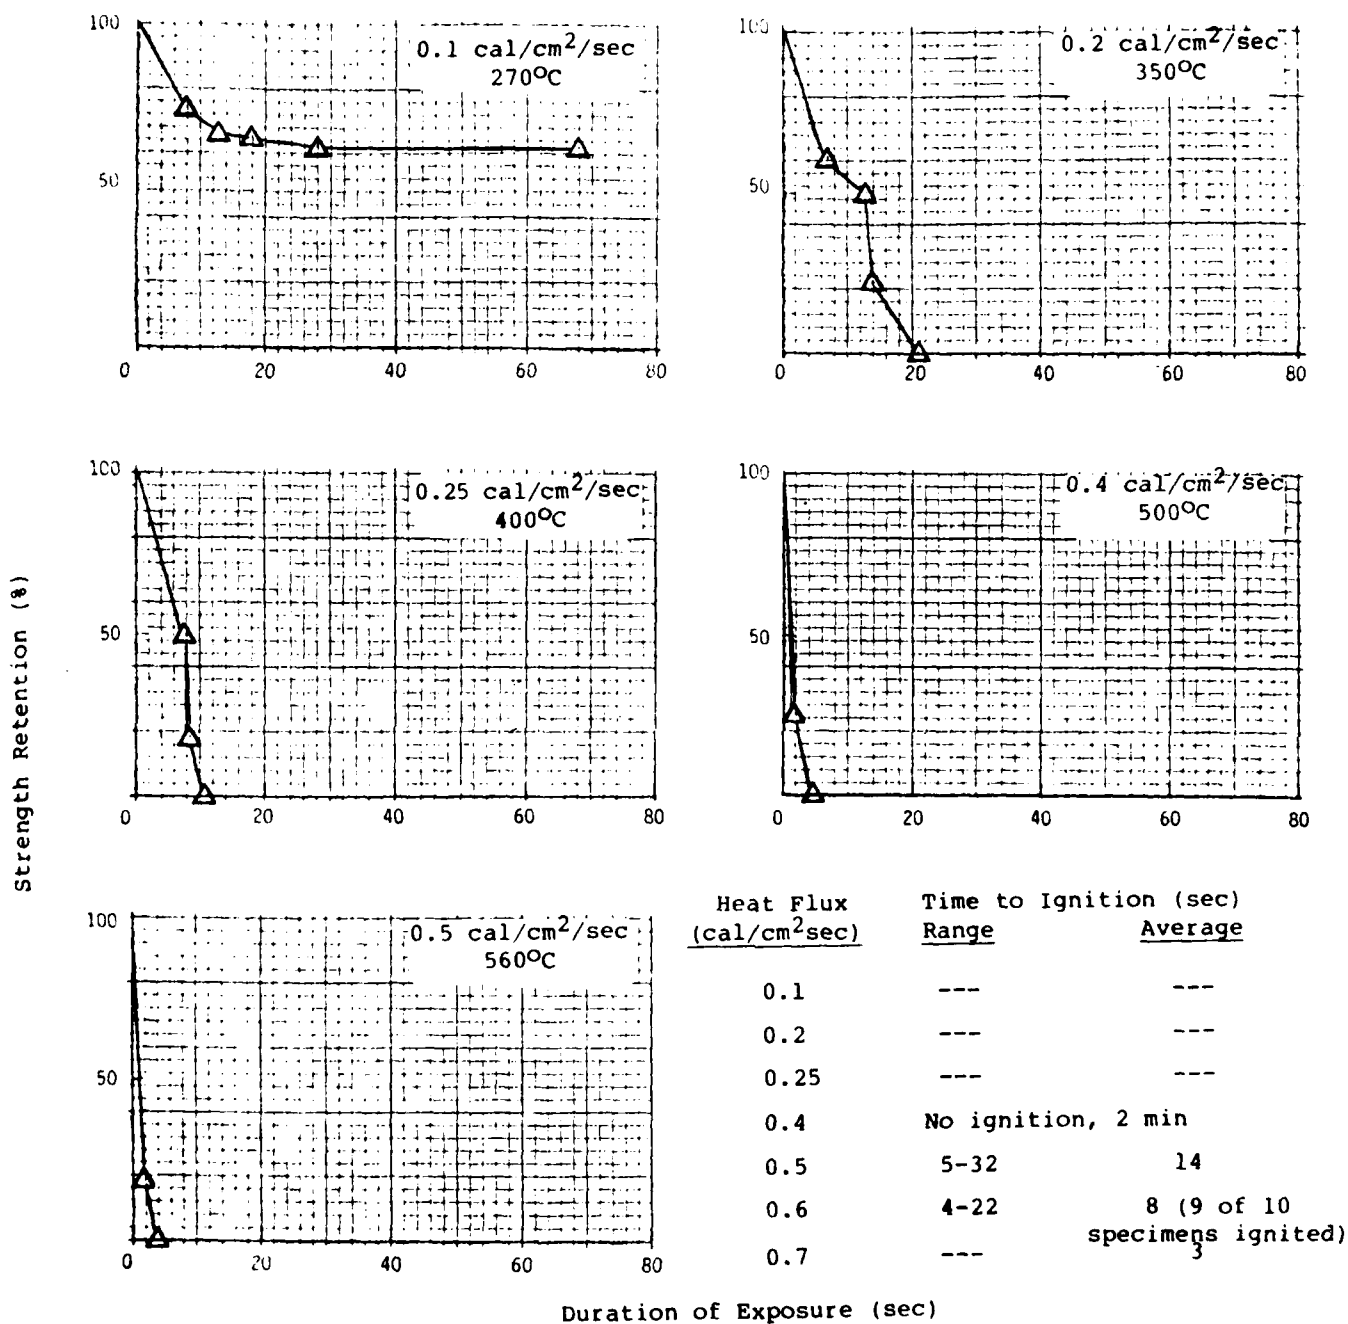 100
0.1 cal/cm²/sec
270°C
50
0 20 40 60 80
100
0.2 cal/cm²/sec
350°C
50
0 20 40 60 80
100
0.25 cal/cm²/sec
400°C
50
0 20 40 60 80
100
0.4 cal/cm²/sec
500°C
50
0 20 40 60 80
Strength Retention (%)
100
0.5 cal/cm²/sec
560°C
50
0 20 40 60 80
Heat Flux Time to Ignition (sec)
(cal/cm²sec) Range Average
0.1 --- ---
0.2 --- ---
0.25 --- ---
0.4 No ignition, 2 min
0.5 5-32 14
0.6 4-22 8 (9 of 10
specimens ignited)
0.7 --- 3
Duration of Exposure (sec)